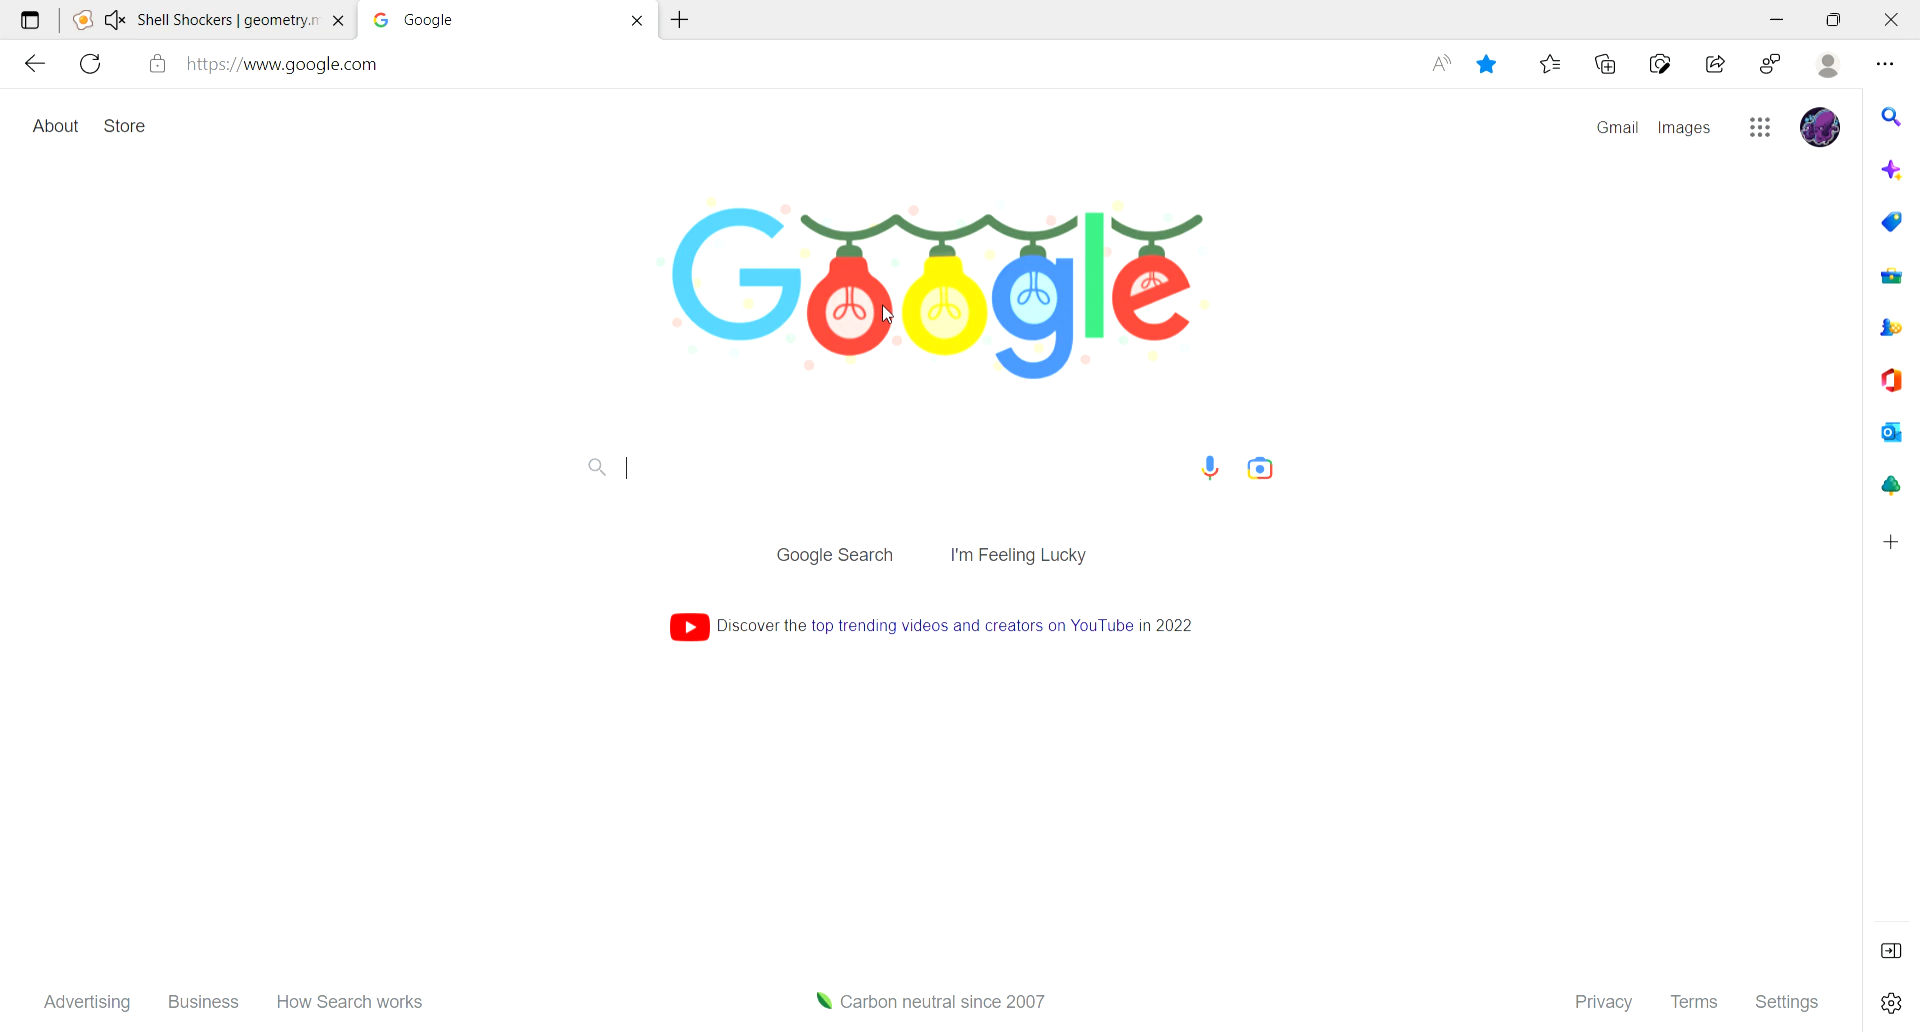 Shell Shockers | geometry.m
Google
https://www.google.com
About Store
Gmail Images
Google
Google Search I'm Feeling Lucky
Discover the top trending videos and creators on YouTube in 2022
Advertising Business How Search works
Carbon neutral since 2007
Privacy Terms Settings